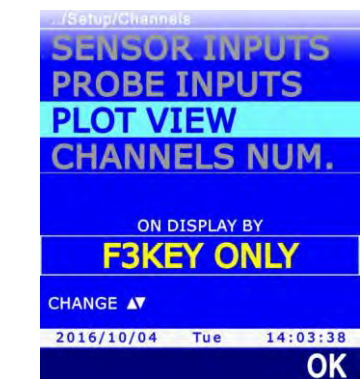 ../Setup/Channels
SENSOR INPUTS
PROBE INPUTS
PLOT VIEW
CHANNELS NUM.
ON DISPLAY BY
F3KEY ONLY
CHANGE ▲▼
2016/10/04 Tue 14:03:38
OK